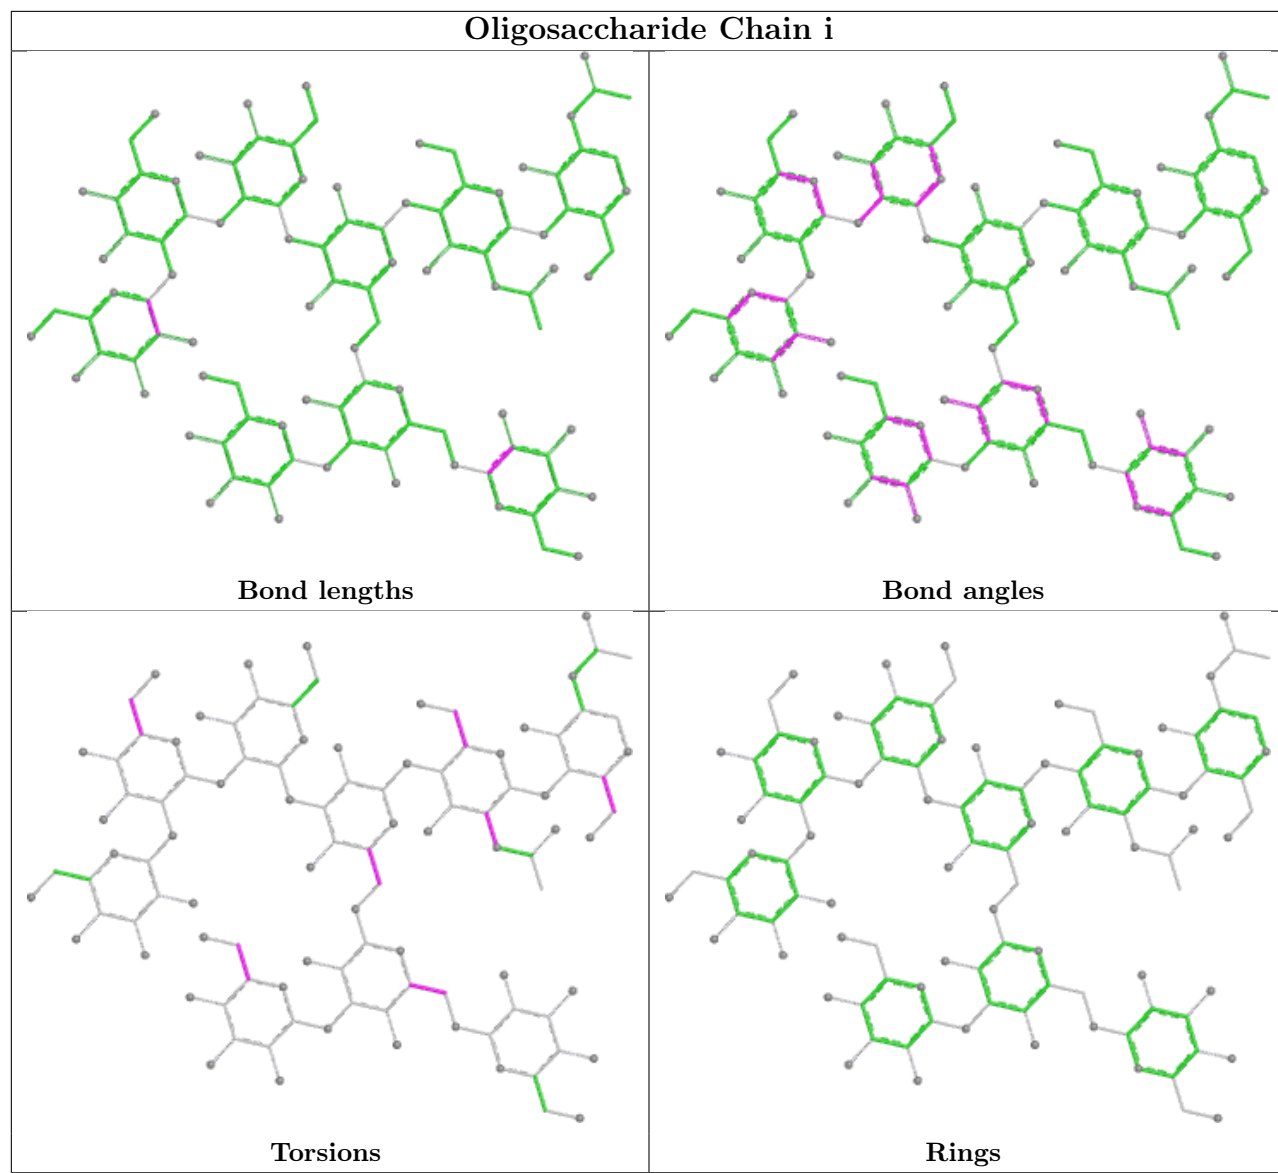 Oligosaccharide Chain i
Bond lengths
Bond angles
Torsions
Rings